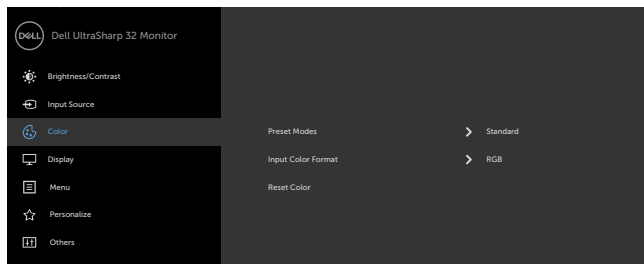 DELL Dell UltraSharp 32 Monitor
Brightness/Contrast
Input Source
Color
Preset Modes Standard
Display
Input Color Format RGB
Menu
Reset Color
Personalize
Others